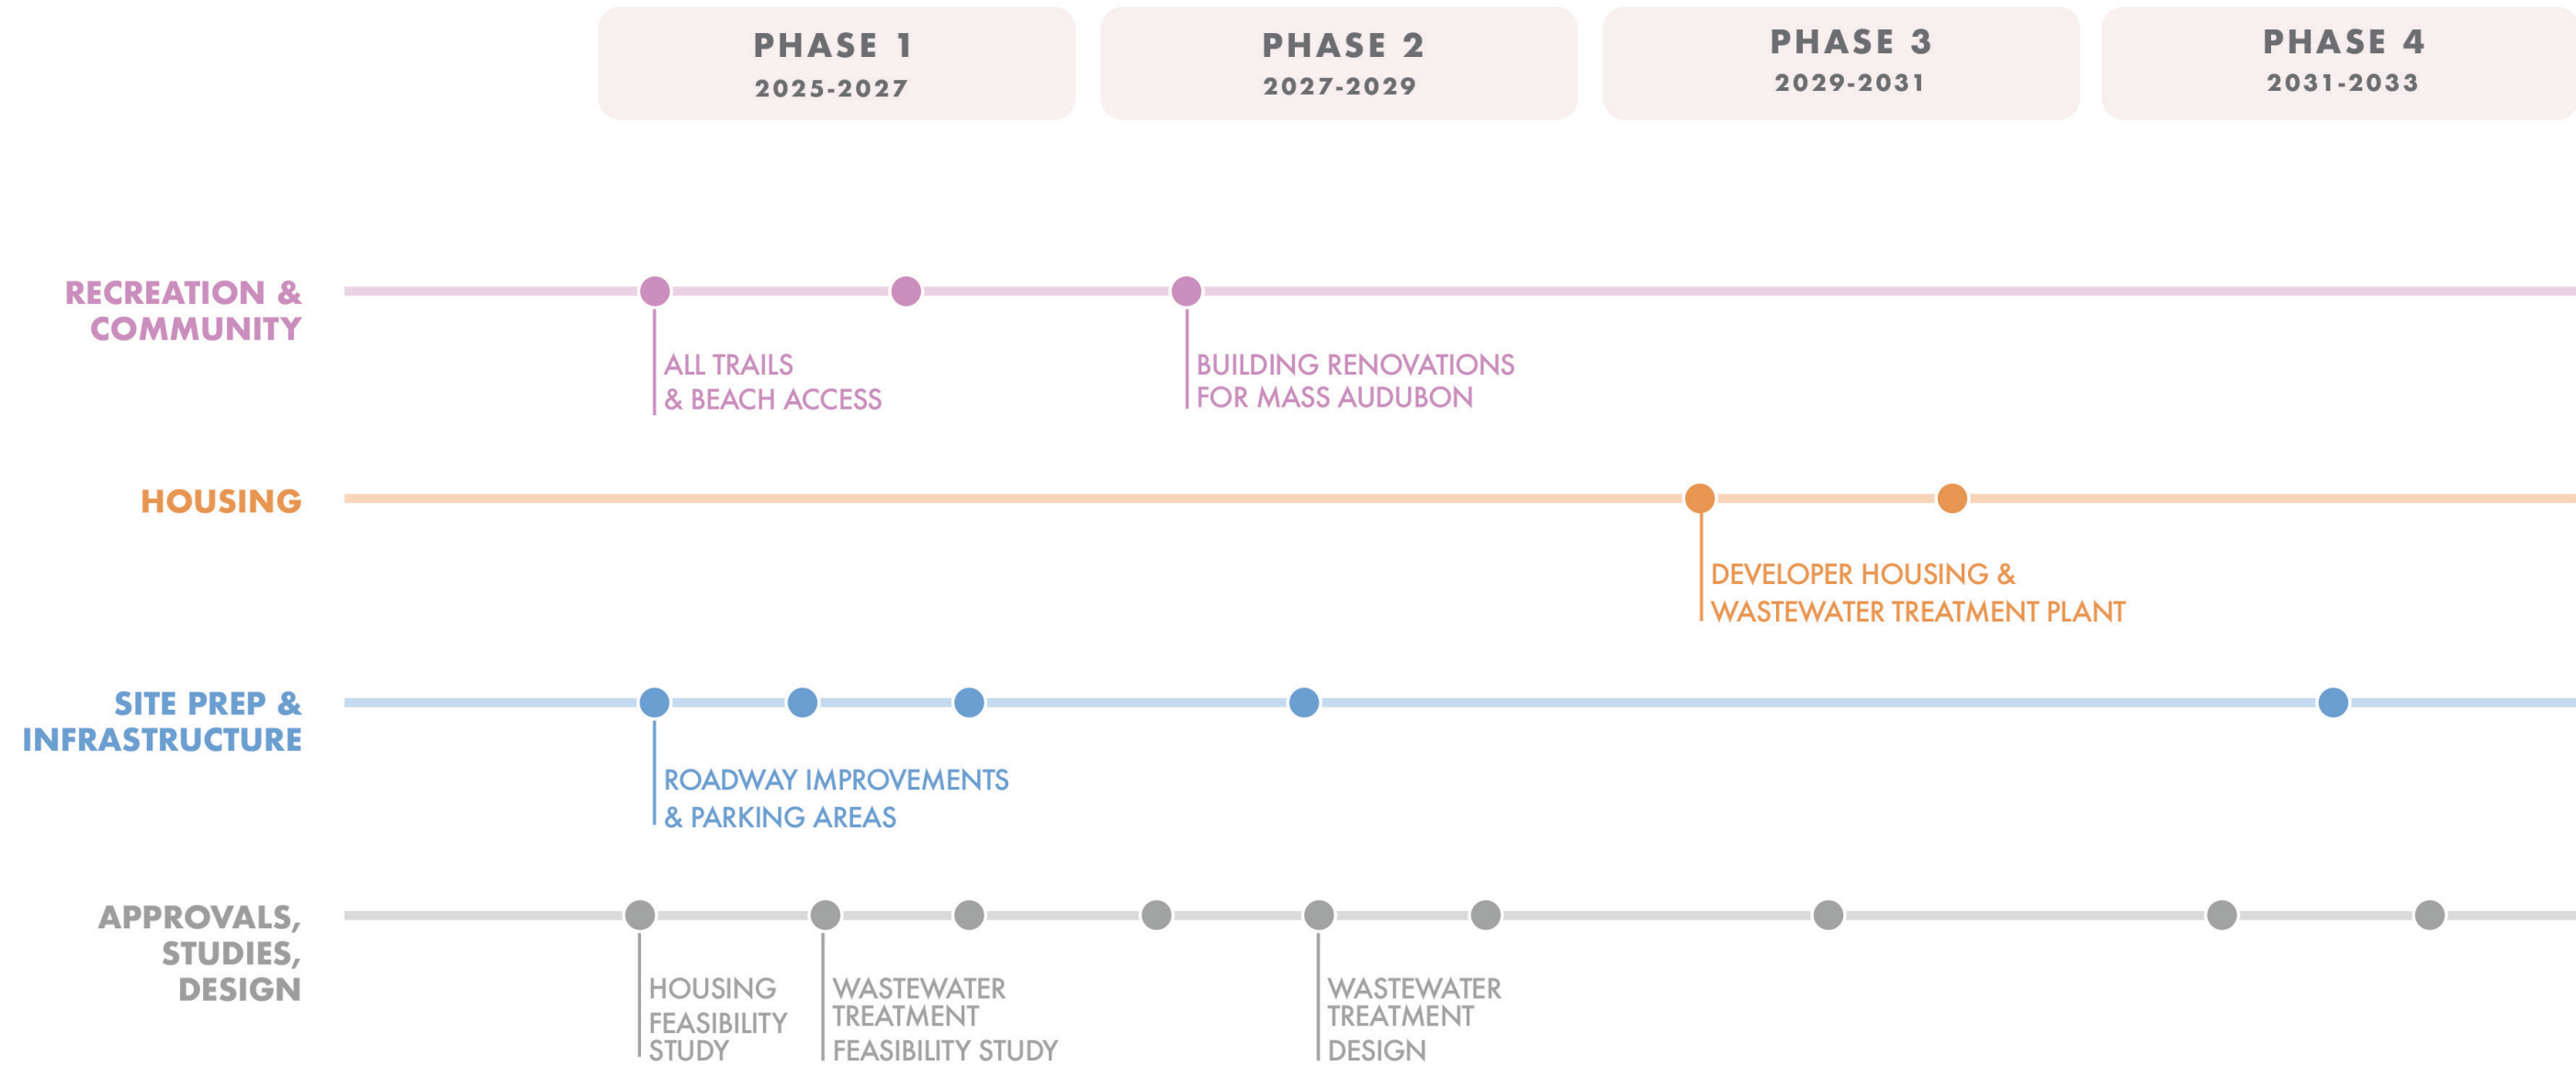 PHASE 1
2025-2027
PHASE 2
2027-2029
PHASE 3
2029-2031
PHASE 4
2031-2033
RECREATION &
COMMUNITY
ALL TRAILS
& BEACH ACCESS
BUILDING RENOVATIONS
FOR MASS AUDUBON
HOUSING
DEVELOPER HOUSING &
WASTEWATER TREATMENT PLANT
SITE PREP &
INFRASTRUCTURE
ROADWAY IMPROVEMENTS
& PARKING AREAS
APPROVALS,
STUDIES,
DESIGN
HOUSING
FEASIBILITY
STUDY
WASTEWATER
TREATMENT
FEASIBILITY STUDY
WASTEWATER
TREATMENT
DESIGN